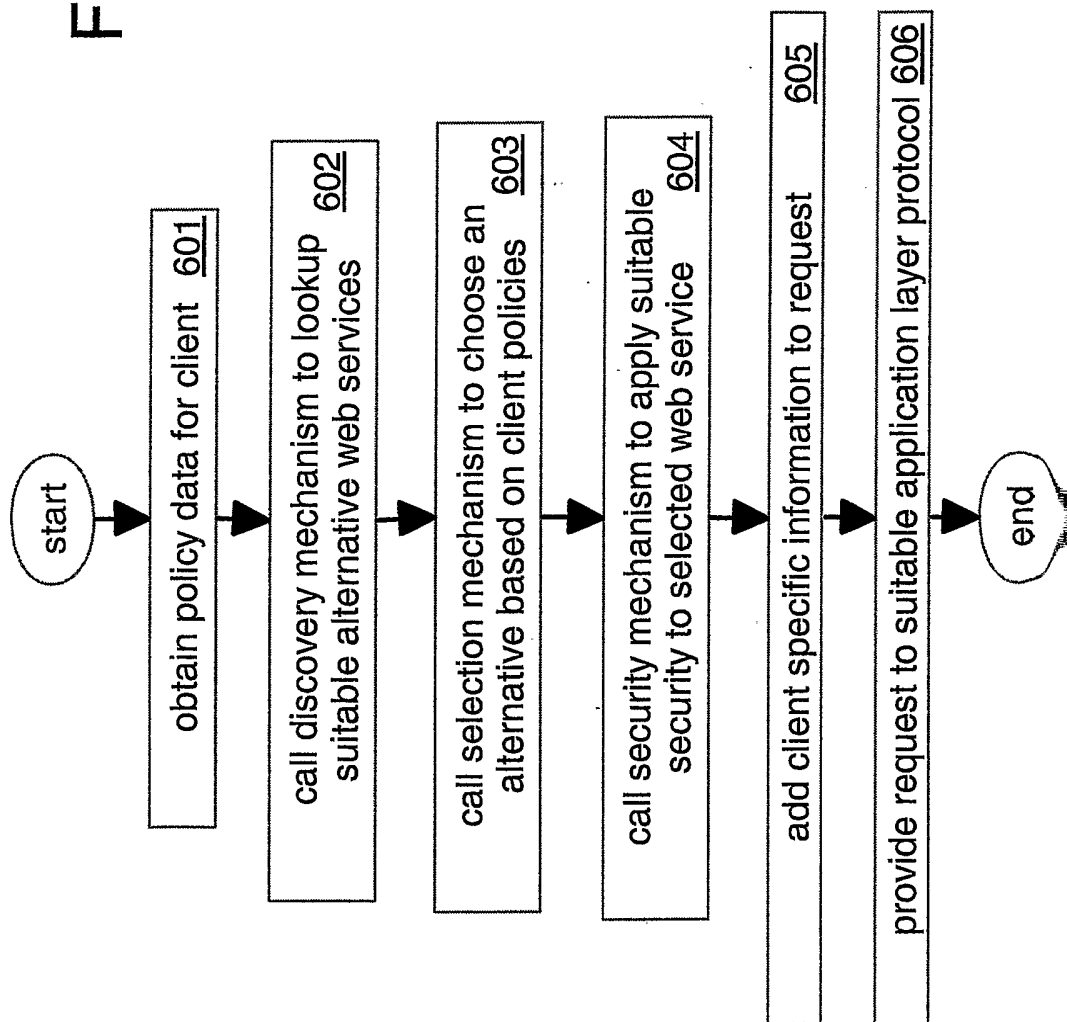 F
start
obtain policy data for client 601
call discovery mechanism to lookup
suitable alternative web services 602
call selection mechanism to choose an
alternative based on client policies 603
call security mechanism to apply suitable
security to selected web service 604
add client specific information to request 605
provide request to suitable application layer protocol 606
end